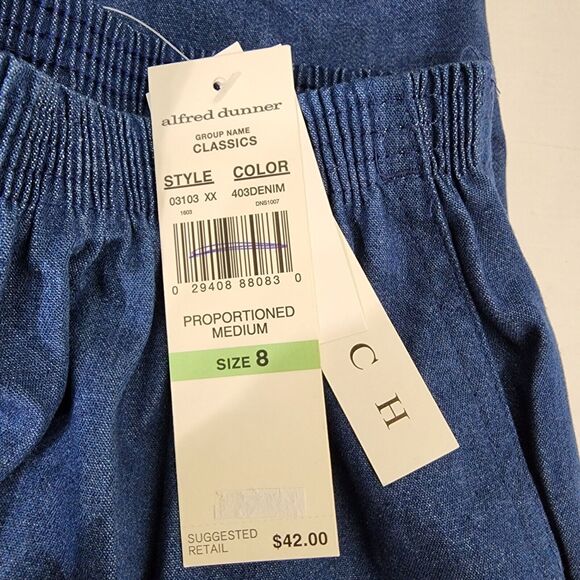 alfred dunner
GROUP NAME
CLASSICS
STYLE COLOR
03103 XX 403DENIM
1603 DNS1007
0 29408 88083 0
PROPORTIONED
MEDIUM
SIZE 8
SUGGESTED
RETAIL $42.00
C H